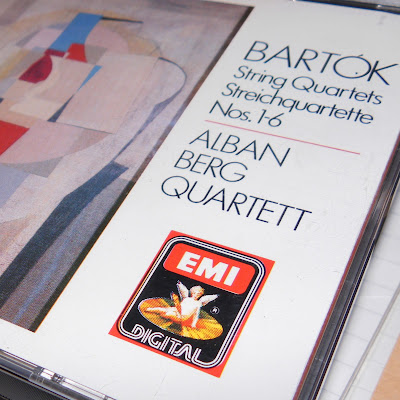 BARTÓK
String Quartets
Streichquartette
Nos. 1-6
ALBAN
BERG
QUARTETT
EMI
®
DIGITAL